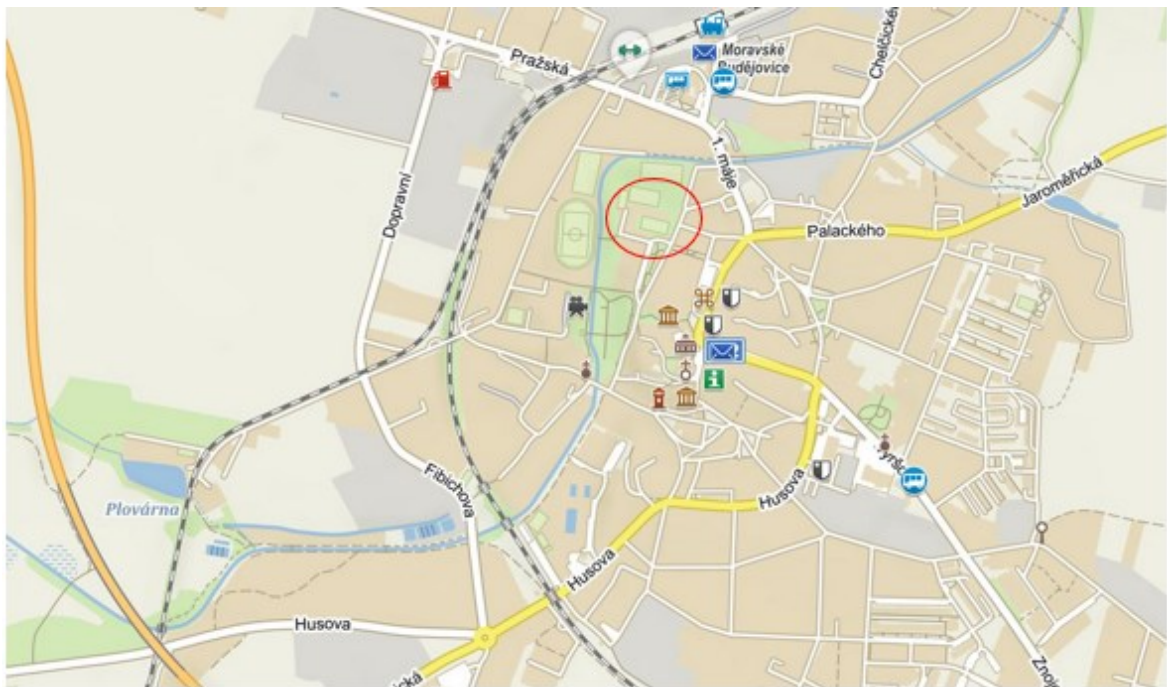 Pražská
Moravské
Budějovice
Chelčického
1. máje
Jaroměřická
Dopravní
Palackého
Plovárna
Fibichova
Husova
Husova
Husova